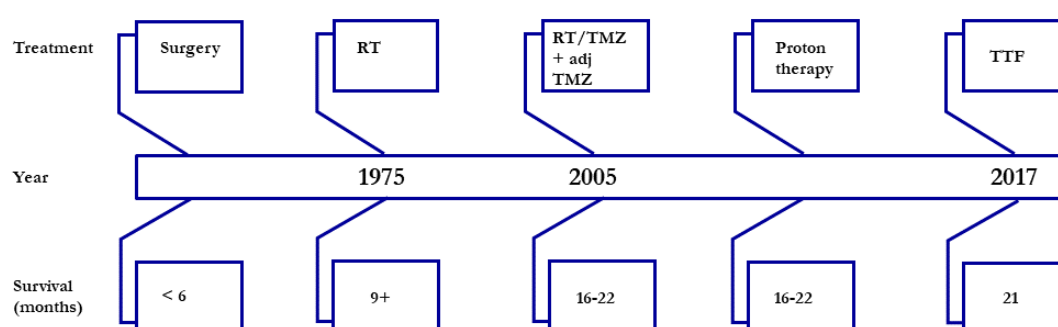 Treatment
Surgery
RT
RT/TMZ
+ adj
TMZ
Proton
therapy
TTF
Year
1975
2005
2017
Survival
(months)
< 6
9+
16-22
16-22
21